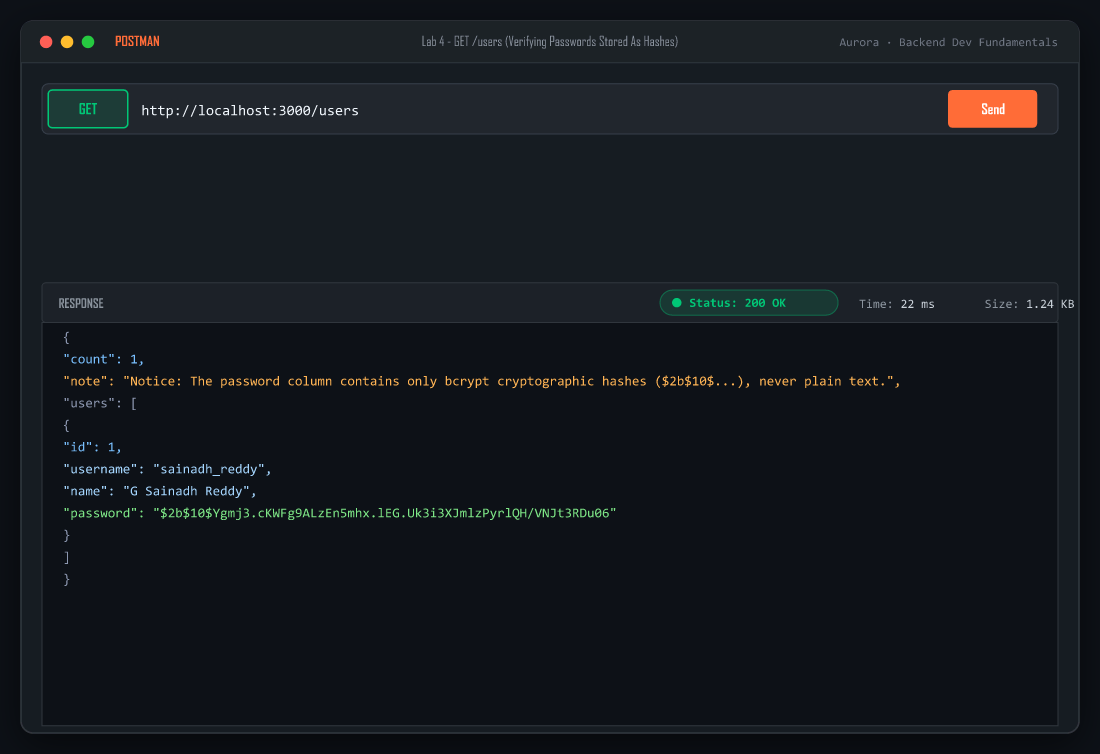 POSTMAN
Lab 4 - GET /users (Verifying Passwords Stored As Hashes)
Aurora · Backend Dev Fundamentals
GET
http://localhost:3000/users
Send
RESPONSE
Status: 200 OK
Time: 22 ms
Size: 1.24 KB
{
"count": 1,
"note": "Notice: The password column contains only bcrypt cryptographic hashes ($2b$10$...), never plain text.",
"users": [
{
"id": 1,
"username": "sainadh_reddy",
"name": "G Sainadh Reddy",
"password": "$2b$10$Ygmj3.cKWFg9ALzEn5mhx.lEG.Uk3i3XJmlzPyrlQH/VNJt3RDu06"
}
]
}